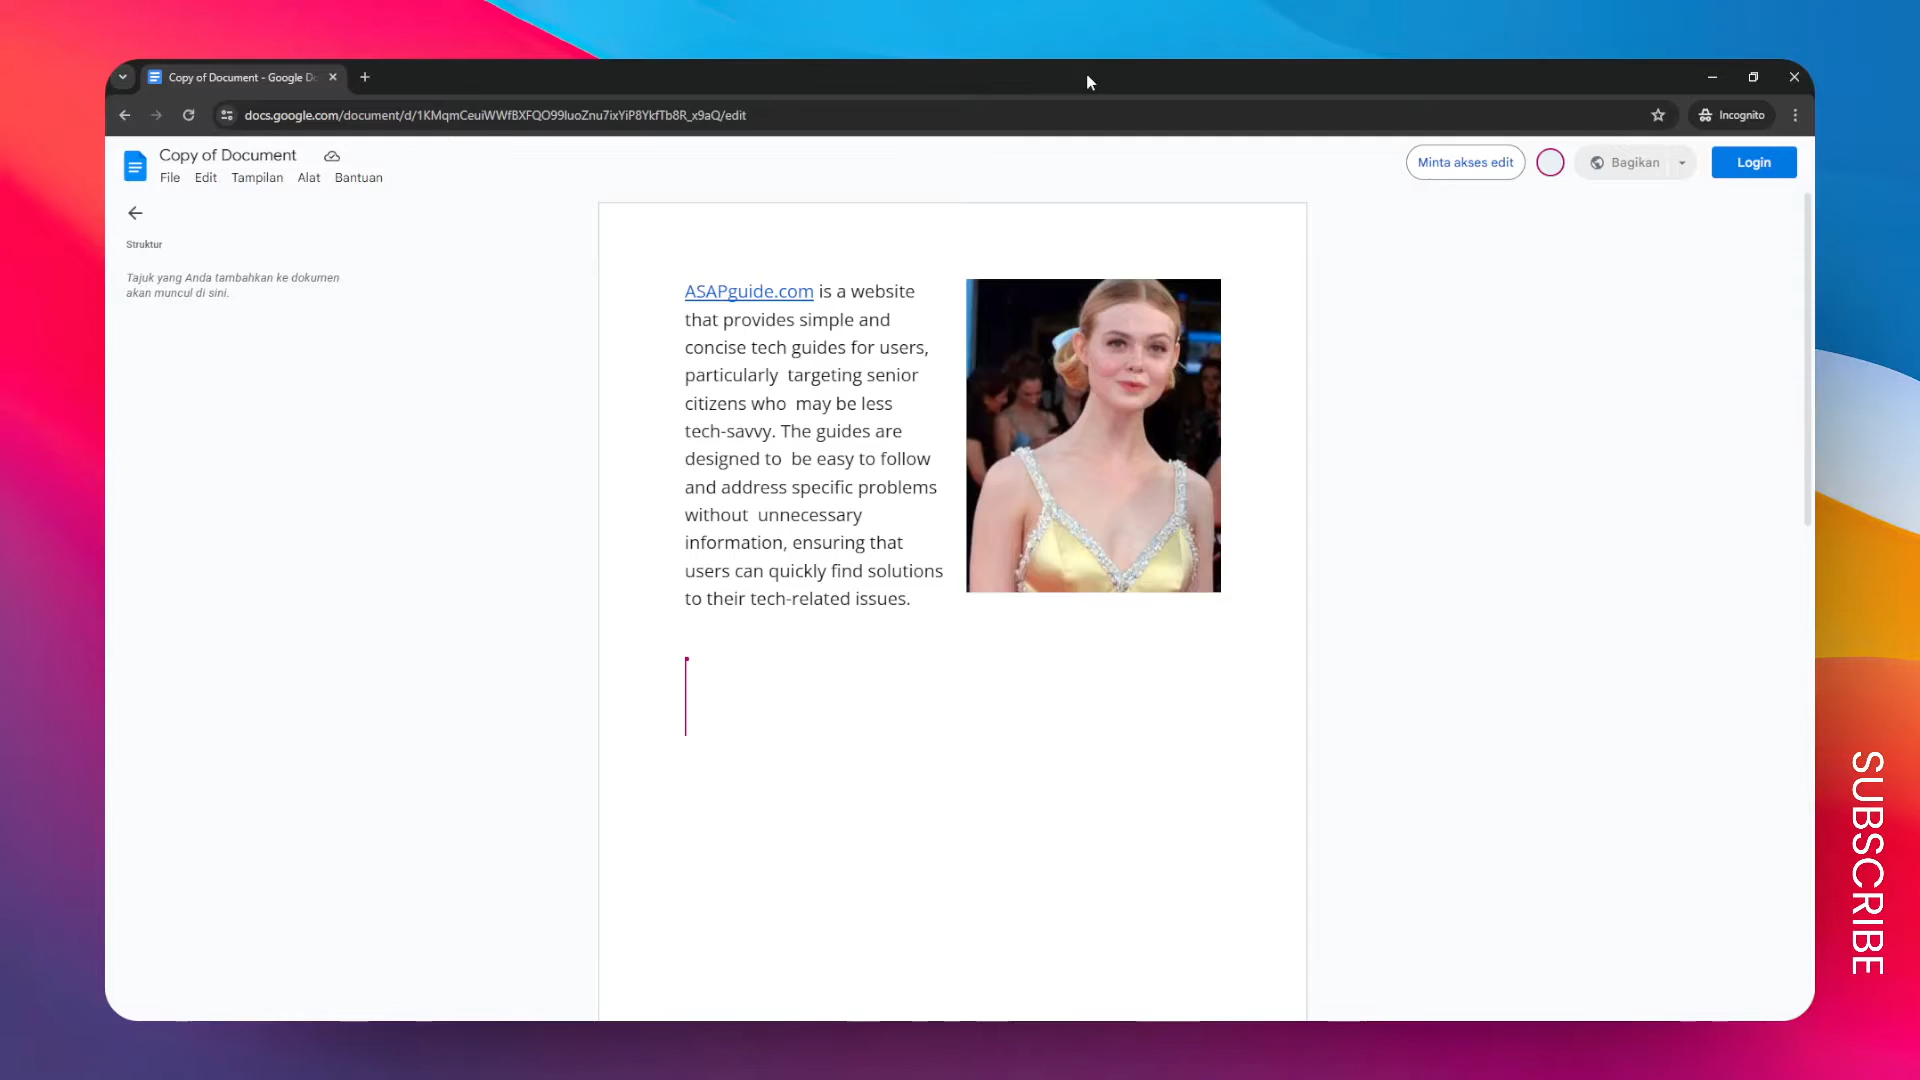 Copy of Document - Google Do
docs.google.com/document/d/1KMqmCeuiWWfBXFQO99luoZnu7ixYiP8YkfTb8R_x9aQ/edit
Incognito
Copy of Document
Minta akses edit
Bagikan
Login
File Edit Tampilan Alat Bantuan
Struktur
Tajuk yang Anda tambahkan ke dokumen
akan muncul di sini.
ASAPguide.com is a website
that provides simple and
concise tech guides for users,
particularly targeting senior
citizens who may be less
tech-savvy. The guides are
designed to be easy to follow
and address specific problems
without unnecessary
information, ensuring that
users can quickly find solutions
to their tech-related issues.
SUBSCRIBE